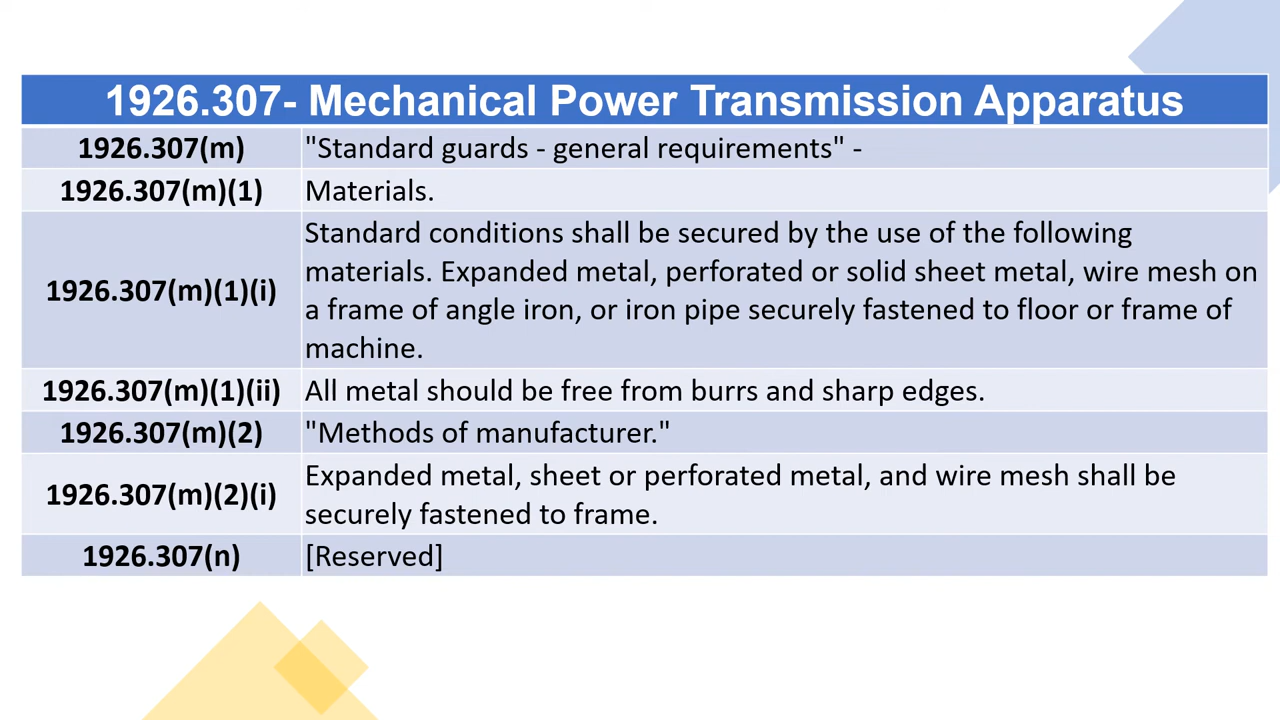 1926.307- Mechanical Power Transmission Apparatus
1926.307(m) "Standard guards - general requirements" -
1926.307(m)(1) Materials.
1926.307(m)(1)(i) Standard conditions shall be secured by the use of the following
materials. Expanded metal, perforated or solid sheet metal, wire mesh on
a frame of angle iron, or iron pipe securely fastened to floor or frame of
machine.
1926.307(m)(1)(ii) All metal should be free from burrs and sharp edges.
1926.307(m)(2) "Methods of manufacturer."
1926.307(m)(2)(i) Expanded metal, sheet or perforated metal, and wire mesh shall be
securely fastened to frame.
1926.307(n) [Reserved]